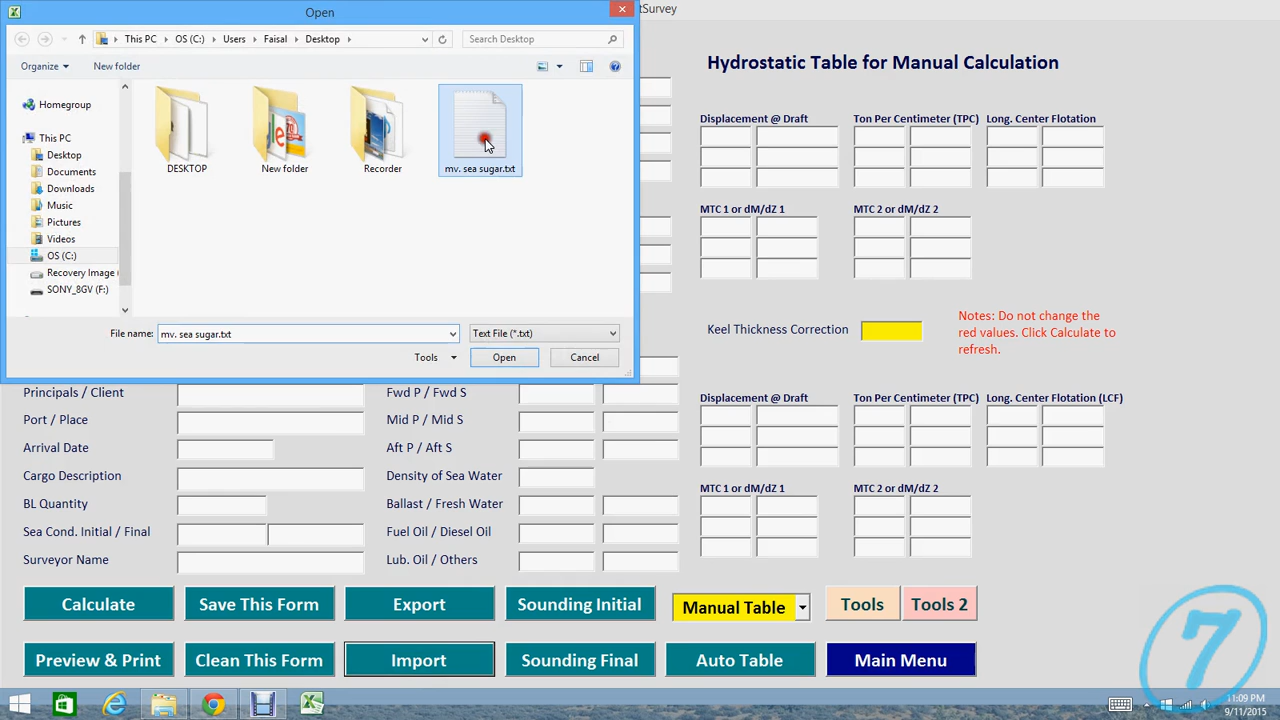 Open
tSurvey
This PC
OS (C:)
Users
Faisal
Desktop
Search Desktop
Organize
New folder
Homegroup
This PC
Desktop
Documents
Downloads
Music
Pictures
Videos
OS (C:)
Recovery Image (
SONY_8GV (F:)
DESKTOP
New folder
Recorder
mv. sea sugar.txt
File name:
mv. sea sugar.txt
Text File (*.txt)
Tools
Open
Cancel
Hydrostatic Table for Manual Calculation
Displacement @ Draft
Ton Per Centimeter (TPC)
Long. Center Flotation
MTC 1 or dM/dZ 1
MTC 2 or dM/dZ 2
Keel Thickness Correction
Notes: Do not change the
red values. Click Calculate to
refresh.
Displacement @ Draft
Ton Per Centimeter (TPC)
Long. Center Flotation (LCF)
MTC 1 or dM/dZ 1
MTC 2 or dM/dZ 2
Principals / Client
Port / Place
Arrival Date
Cargo Description
BL Quantity
Sea Cond. Initial / Final
Surveyor Name
Fwd P / Fwd S
Mid P / Mid S
Aft P / Aft S
Density of Sea Water
Ballast / Fresh Water
Fuel Oil / Diesel Oil
Lub. Oil / Others
Calculate
Save This Form
Export
Sounding Initial
Manual Table
Tools
Tools 2
Preview & Print
Clean This Form
Import
Sounding Final
Auto Table
Main Menu
7
11:09 PM
9/11/2015